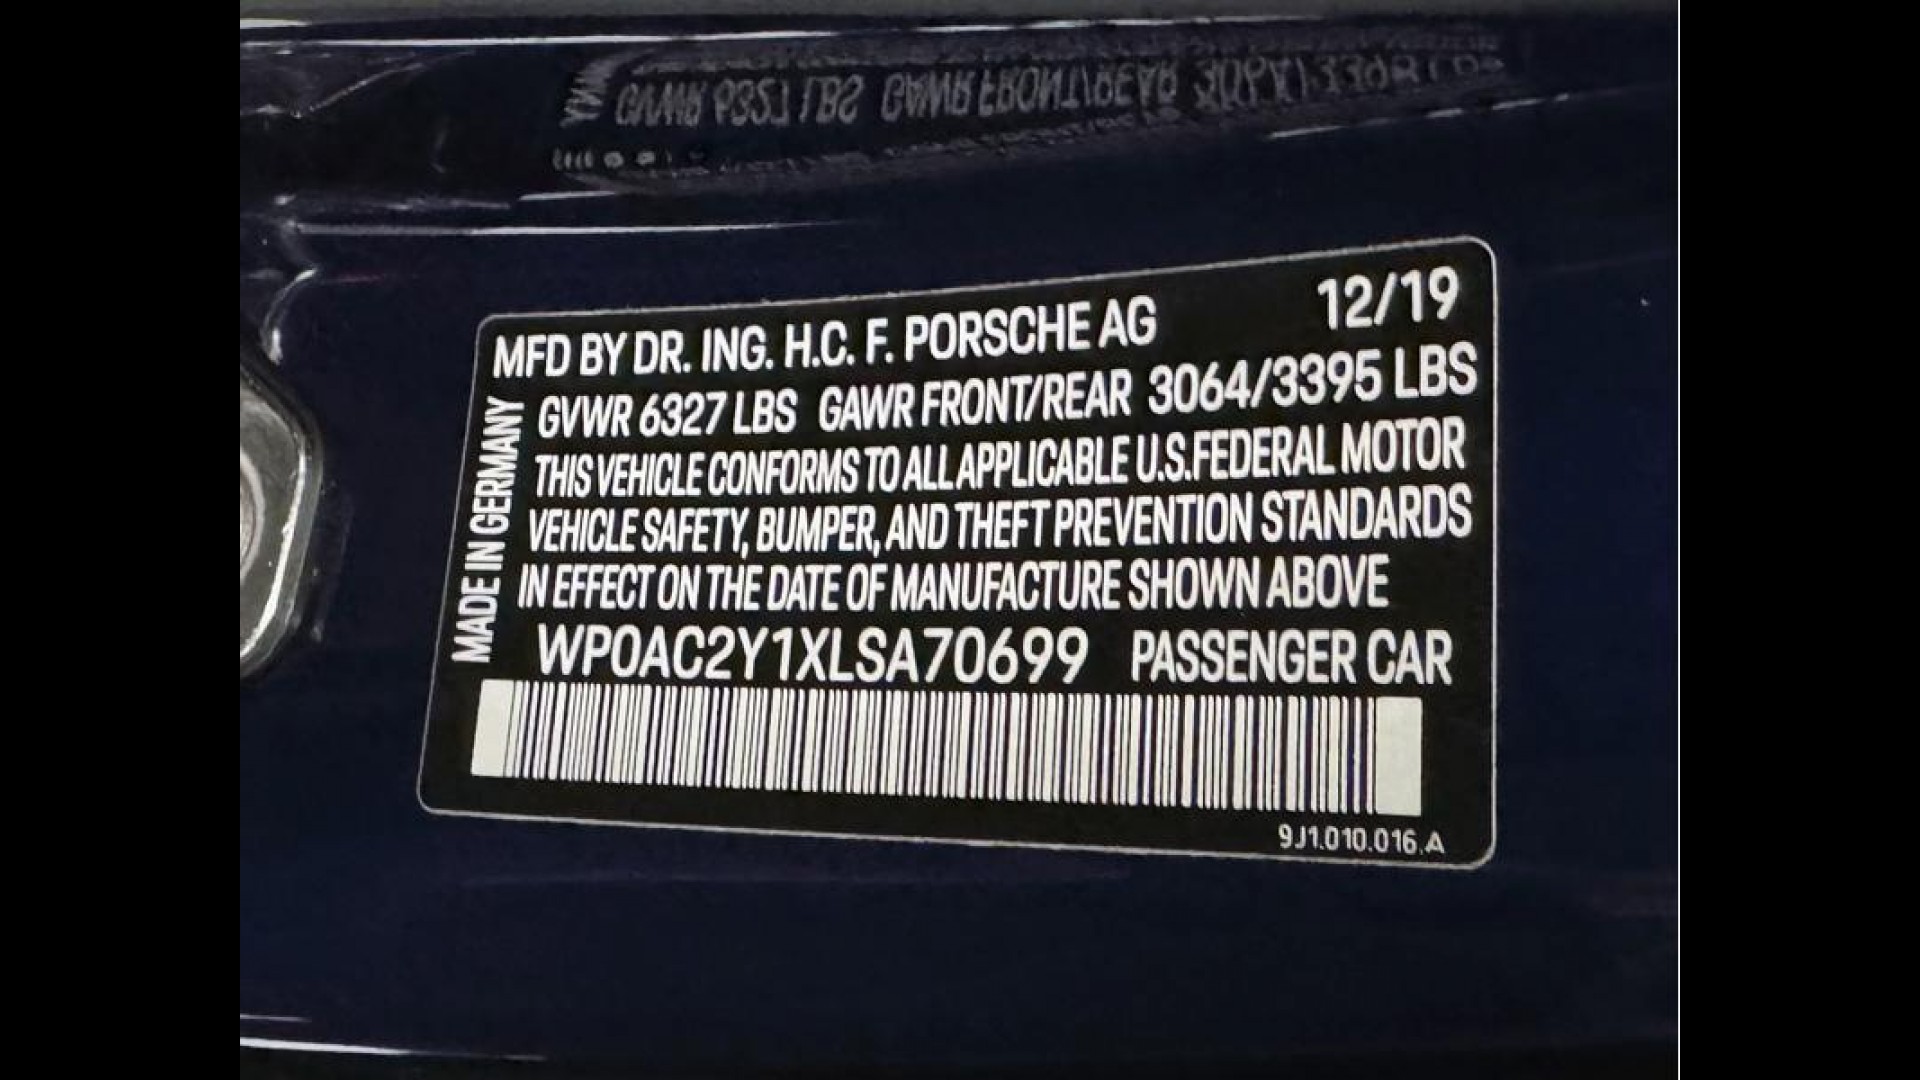 MFD BY DR. ING. H.C. F. PORSCHE AG 12/19
GVWR 6327 LBS GAWR FRONT/REAR 3064/3395 LBS
THIS VEHICLE CONFORMS TO ALL APPLICABLE U.S.FEDERAL MOTOR
VEHICLE SAFETY, BUMPER, AND THEFT PREVENTION STANDARDS
IN EFFECT ON THE DATE OF MANUFACTURE SHOWN ABOVE
WP0AC2Y1XLSA70699 PASSENGER CAR
MADE IN GERMANY
9J1.010.016.A